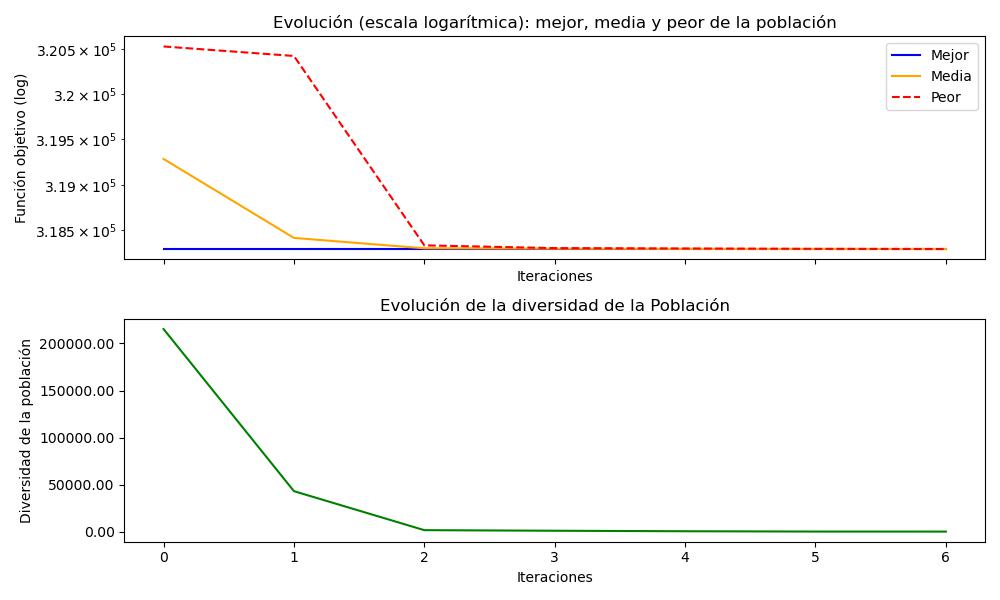 Evolución (escala logarítmica): mejor, media y peor de la población
Función objetivo (log)
3.205 × 10⁵
3.2 × 10⁵
3.195 × 10⁵
3.19 × 10⁵
3.185 × 10⁵
Mejor
Media
Peor
Iteraciones
Evolución de la diversidad de la Población
Diversidad de la población
200000.00
150000.00
100000.00
50000.00
0.00
0 1 2 3 4 5 6
Iteraciones